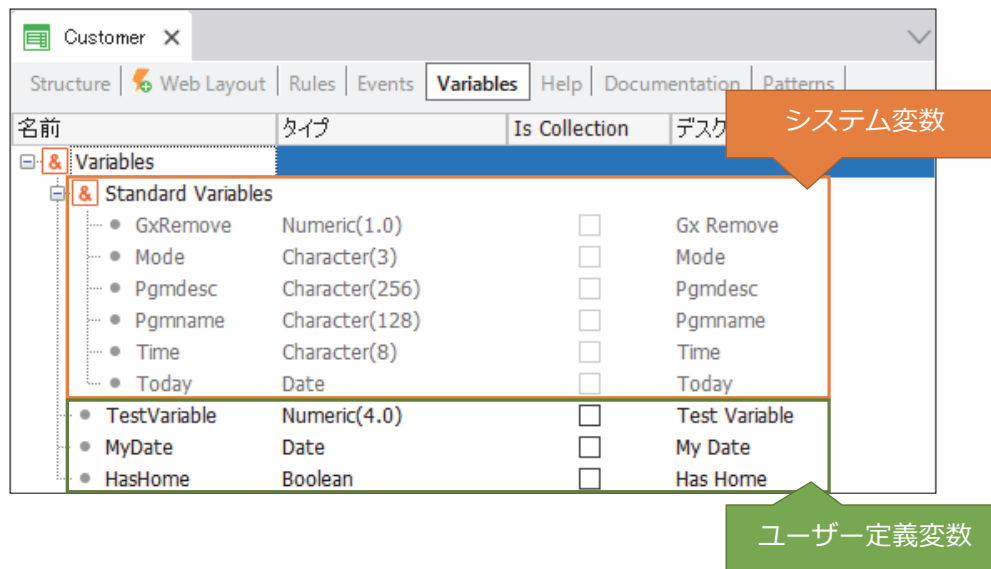 Customer
Structure Web Layout Rules Events Variables Help Documentation Patterns
システム変数
名前 タイプ Is Collection デスク
& Variables
& Standard Variables
GxRemove Numeric(1.0) Gx Remove
Mode Character(3) Mode
Pgmdesc Character(256) Pgmdesc
Pgmname Character(128) Pgmname
Time Character(8) Time
Today Date Today
TestVariable Numeric(4.0) Test Variable
MyDate Date My Date
HasHome Boolean Has Home
ユーザー定義変数